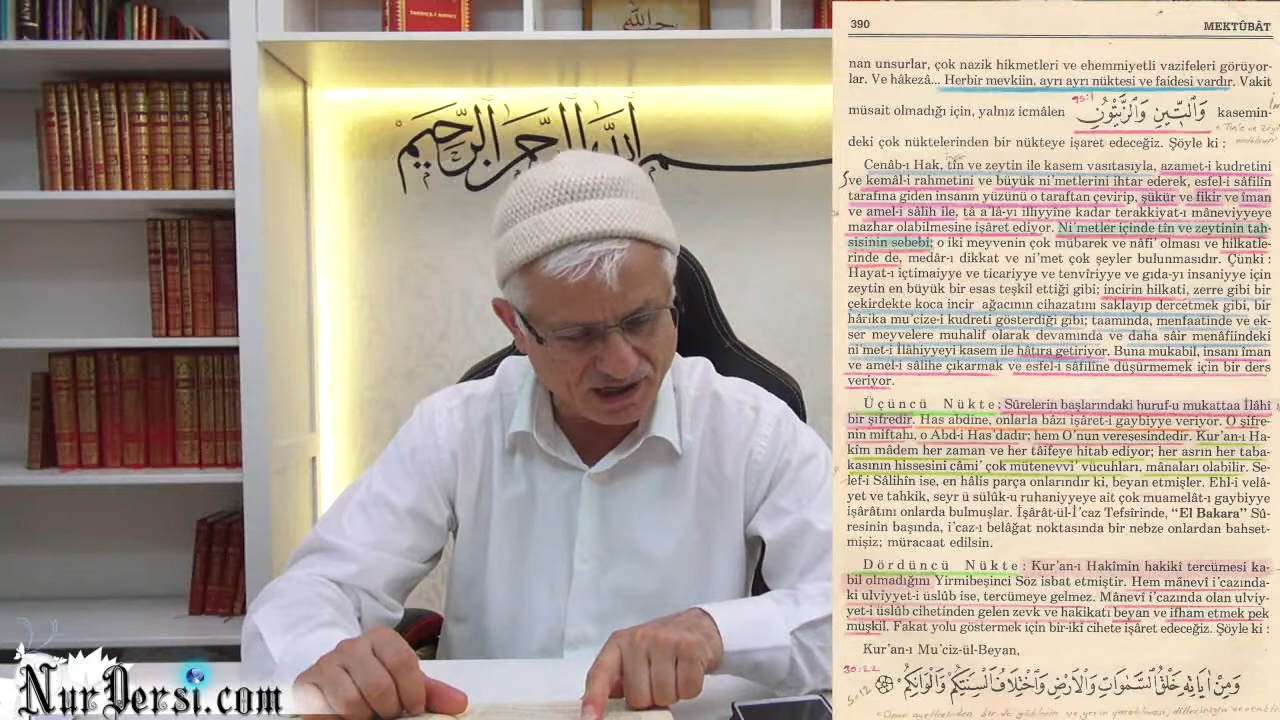 بسم الله الرحمن الرحيم
NurDersi.com
390
MEKTÛBÂT
nan unsurlar, çok nazik hikmetleri ve ehemmiyetli vazifeleri görüyor-
lar. Ve hâkezâ... Herbir mevkiin, ayrı ayrı nüktesi ve faidesi vardır. Vakit
95:1
müsait olmadığı için, yalnız icmâlen وَالتّ۪ينِ وَالزَّيْتُونِ kasemin-
deki çok nüktelerinden bir nükteye işaret edeceğiz. Şöyle ki :
Cenâb-ı Hak, tîn ve zeytin ile kasem vasıtasıyla, azamet-i kudretini
ve kemâl-i rahmetini ve büyük ni'metlerini ihtar ederek, esfel-i sâfilîn
tarafına giden insanın yüzünü o taraftan çevirip, şükür ve fikir ve îman
ve amel-i sâlih ile, tâ a'lâ-yı illiyyîne kadar terakkiyat-ı mâneviyyeye
mazhar olabilmesine işâret ediyor. Ni'metler içinde tîn ve zeytinin tah-
sisinin sebebi; o iki meyvenin çok mübarek ve nâfi' olması ve hilkatle-
rinde de, medâr-ı dikkat ve ni'met çok şeyler bulunmasıdır. Çünki :
Hayat-ı içtimaiyye ve ticariyye ve tenvîriyye ve gıda-yı insaniyye için
zeytin en büyük bir esas teşkil ettiği gibi; incirin hilkati, zerre gibi bir
çekirdekte koca incir ağacının cihazatını saklayıp dercetmek gibi, bir
hârika mu'cize-i kudreti gösterdiği gibi; taamında, menfaatinde ve ek-
ser meyvelere muhalif olarak devamında ve daha sâir menâfiindeki
ni'met-i İlâhiyyeyi kasem ile hâtıra getiriyor. Buna mukabil, insanı îman
ve amel-i sâlihe çıkarmak ve esfel-i sâfilîne düşürmemek için bir ders
veriyor.
Üçüncü Nükte: Sûrelerin başlarındaki huruf-u mukattaa İlâhî
bir şifredir. Has abdine, onlarla bâzı işâret-i gaybiyye veriyor. O şifre-
nin miftahı, o Abd-i Has dadır; hem O'nun veresesindedir. Kur'an-ı Ha-
kîm mâdem her zaman ve her tâifeye hitab ediyor; her asrın her taba-
kasının hissesini câmi' çok mütenevvi' vücuhları, mânaları olabilir. Se-
lef-i Sâlihîn ise, en hâlis parça onlarındır ki, beyan etmişler. Ehl-i velâ-
yet ve tahkik, seyr ü sülûk-u ruhaniyyeye ait çok muamelât-ı gaybiyye
işârâtını onlarda bulmuşlar. İşârât-ül-İ'caz Tefsirinde, "El Bakara" Sû-
resinin başında, i'caz-ı belâğat noktasında bir nebze onlardan bahset-
mişiz; müracaat edilsin.
Dördüncü Nükte: Kur'an-ı Hakîmin hakikî tercümesi ka-
bil olmadığını Yirmibeşinci Söz isbat etmiştir. Hem mânevî i'cazında-
ki ulviyyet-i üslûb ise, tercümeye gelmez. Mânevî i'cazında olan ulviy-
yet-i üslûb cihetinden gelen zevk ve hakikatı beyan ve ifham etmek pek
müşkil. Fakat yolu göstermek için bir-iki cihete işaret edeceğiz. Şöyle ki :
Kur'an-ı Mu'ciz-ül-Beyan,
30:22
وَمِنْ اٰيَاتِه۪ خَلْقُ السَّمٰوَاتِ وَالْاَرْضِ وَاخْتِلَافُ اَلْسِنَتِكُمْ وَاَلْوَانِكُمْ